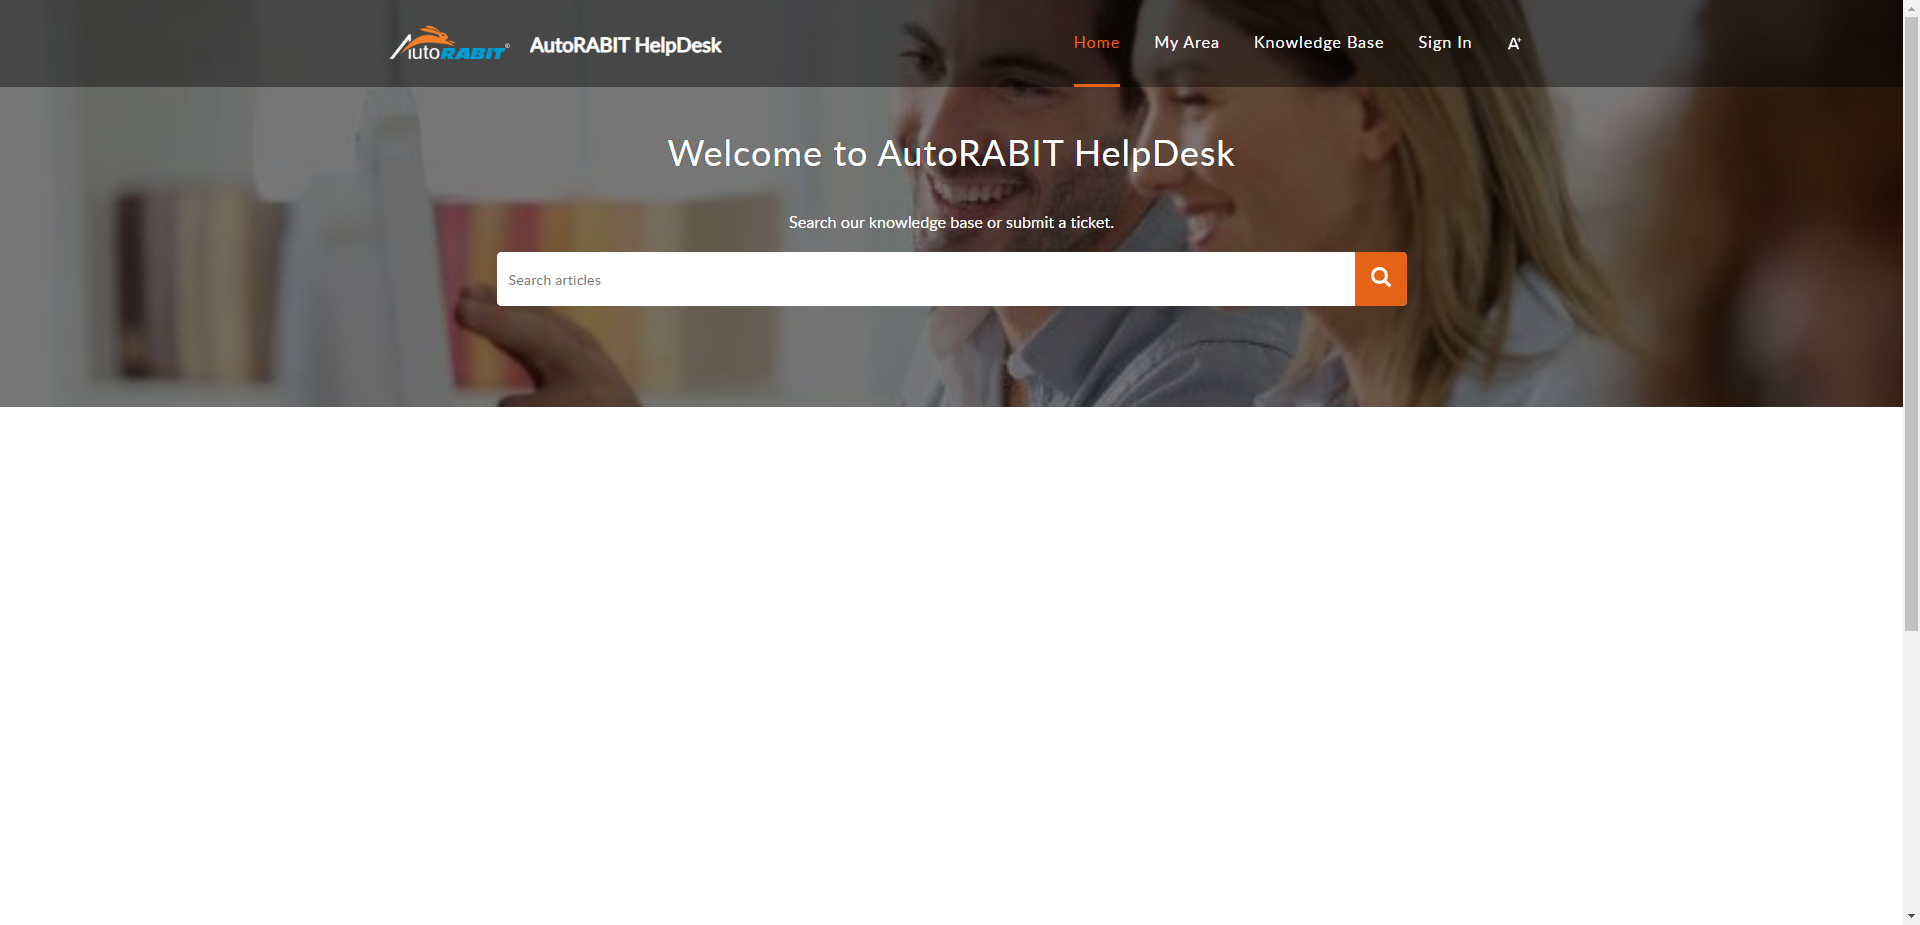 AutoRABIT® AutoRABIT HelpDesk Home My Area Knowledge Base Sign In A+
Welcome to AutoRABIT HelpDesk
Search our knowledge base or submit a ticket.
Search articles